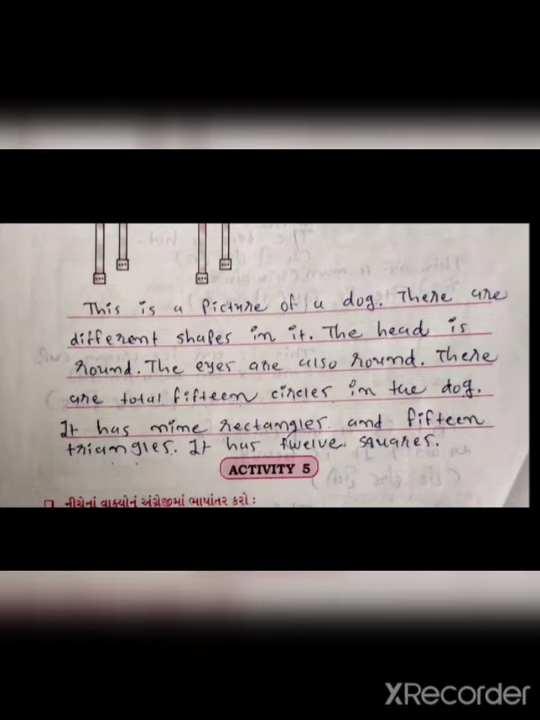 This is a Picture of a dog. There are
different shapes in it. The head is
round. The eyes are also round. There
are total fifteen circles in the dog.
It has nine rectangles and fifteen
triangles. It has twelve squares.
ACTIVITY 5
નીચેનાં વાક્યોનું અંગ્રેજીમાં ભાષાંતર કરો :
XRecorder